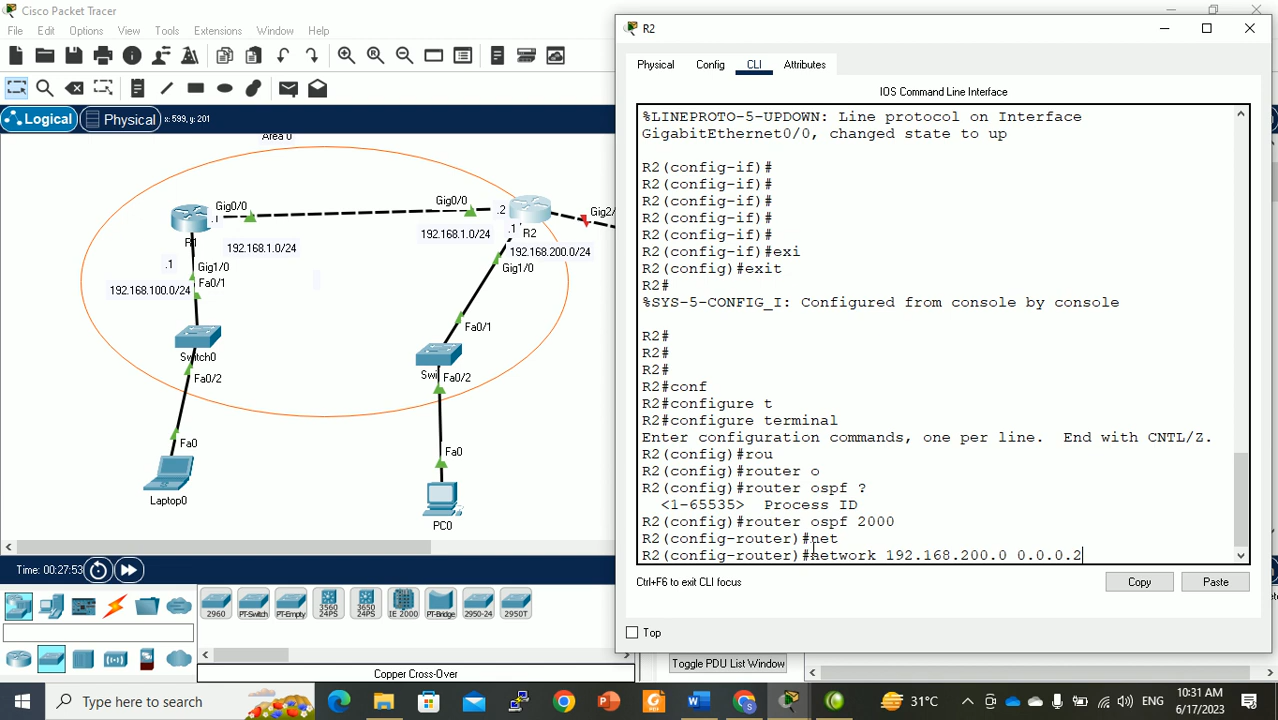 Cisco Packet Tracer
File Edit Options View Tools Extensions Window Help
Logical Physical x: 599, y: 201
Area 0
Gig0/0
Gig0/0
.2
Gig2/
.1
R1
192.168.1.0/24
192.168.1.0/24
.1
R2
192.168.200.0/24
.1
Gig1/0
Gig1/0
192.168.100.0/24
Fa0/1
Fa0/1
Switch0
Fa0/2
Swi
Fa0/2
Fa0
Fa0
Laptop0
PC0
Time: 00:27:53
2960 PT-Switch PT-Empty 3560 24PS 3650 24PS IE 2000 PT-Bridge 2950-24 2950T
Copper Cross-Over
R2
Physical Config CLI Attributes
IOS Command Line Interface
%LINEPROTO-5-UPDOWN: Line protocol on Interface
GigabitEthernet0/0, changed state to up
R2(config-if)#
R2(config-if)#
R2(config-if)#
R2(config-if)#
R2(config-if)#
R2(config-if)#exi
R2(config)#exit
R2#
%SYS-5-CONFIG_I: Configured from console by console
R2#
R2#
R2#
R2#conf
R2#configure t
R2#configure terminal
Enter configuration commands, one per line.  End with CNTL/Z.
R2(config)#rou
R2(config)#router o
R2(config)#router ospf ?
<1-65535>  Process ID
R2(config)#router ospf 2000
R2(config-router)#net
R2(config-router)#network 192.168.200.0 0.0.0.2
Ctrl+F6 to exit CLI focus
Copy Paste
Top
Toggle PDU List Window
Type here to search
31°C
ENG
10:31 AM
6/17/2023